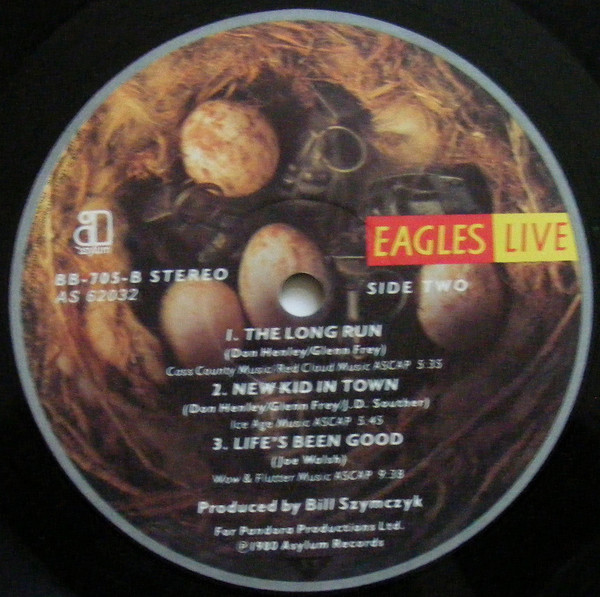 asylum
EAGLES LIVE
BB-705-B STEREO
AS 62032
SIDE TWO
1. THE LONG RUN
(Don Henley/Glenn Frey)
Cass County Music/Red Cloud Music ASCAP 5:35
2. NEW KID IN TOWN
(Don Henley/Glenn Frey/J.D. Souther)
Ice Age Music ASCAP 5:45
3. LIFE'S BEEN GOOD
(Joe Walsh)
Wow & Flutter Music ASCAP 9:38
Produced by Bill Szymczyk
For Pandora Productions Ltd.
℗1980 Asylum Records